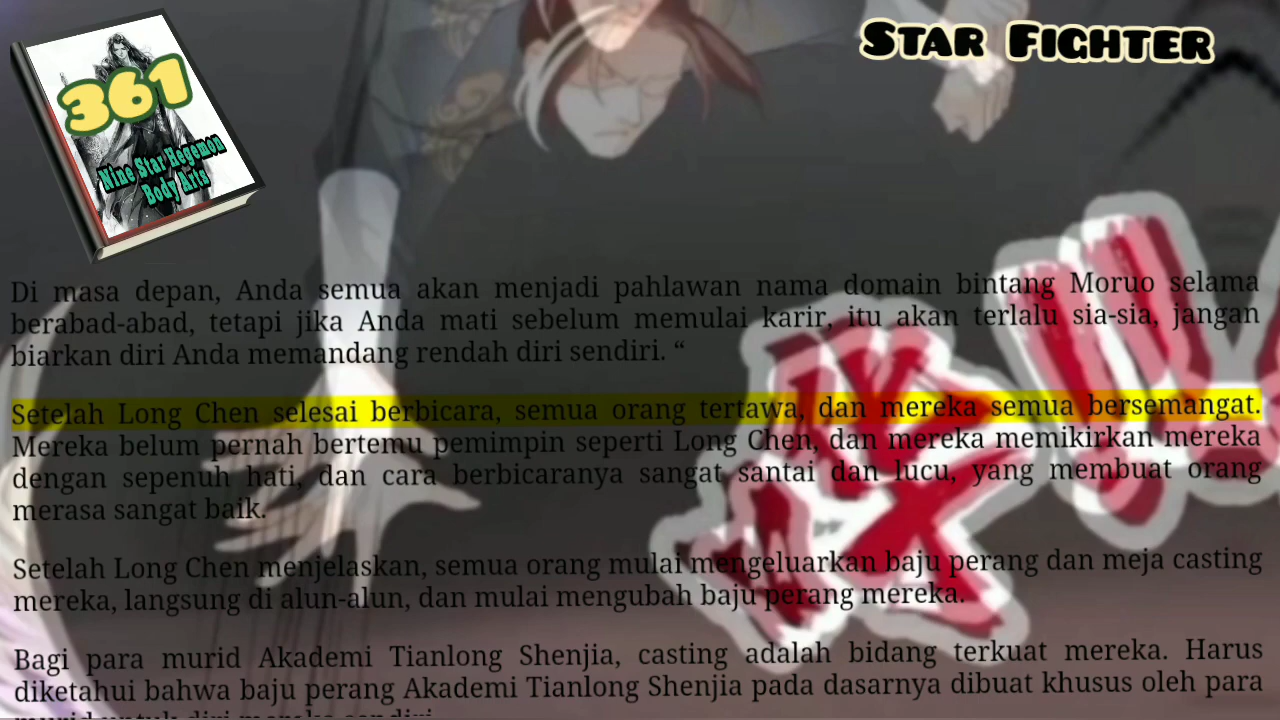 STAR FIGHTER
361
Nine Star Hegemon
Body Arts
Di masa depan, Anda semua akan menjadi pahlawan nama domain bintang Moruo selama
berabad-abad, tetapi jika Anda mati sebelum memulai karir, itu akan terlalu sia-sia, jangan
biarkan diri Anda memandang rendah diri sendiri. “
Setelah Long Chen selesai berbicara, semua orang tertawa, dan mereka semua bersemangat.
Mereka belum pernah bertemu pemimpin seperti Long Chen, dan mereka memikirkan mereka
dengan sepenuh hati, dan cara berbicaranya sangat santai dan lucu, yang membuat orang
merasa sangat baik.
Setelah Long Chen menjelaskan, semua orang mulai mengeluarkan baju perang dan meja casting
mereka, langsung di alun-alun, dan mulai mengubah baju perang mereka.
Bagi para murid Akademi Tianlong Shenjia, casting adalah bidang terkuat mereka. Harus
diketahui bahwa baju perang Akademi Tianlong Shenjia pada dasarnya dibuat khusus oleh para
murid untuk diri mereka sendiri.